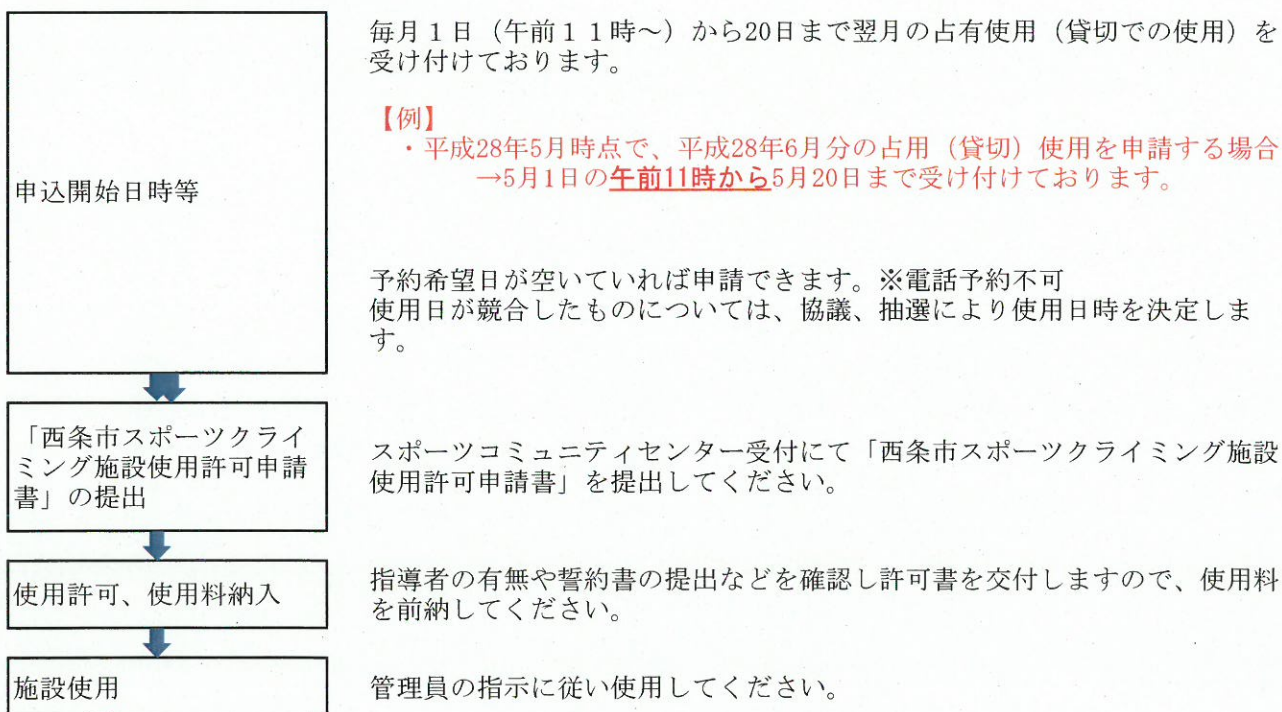 申込開始日時等
毎月１日（午前１１時～）から20日まで翌月の占有使用（貸切での使用）を
受け付けております。
【例】
・平成28年5月時点で、平成28年6月分の占用（貸切）使用を申請する場合
→5月1日の午前11時から5月20日まで受け付けております。
予約希望日が空いていれば申請できます。※電話予約不可
使用日が競合したものについては、協議、抽選により使用日時を決定しま
す。
「西条市スポーツクライ
ミング施設使用許可申請
書」の提出
スポーツコミュニティセンター受付にて「西条市スポーツクライミング施設
使用許可申請書」を提出してください。
使用許可、使用料納入
指導者の有無や誓約書の提出などを確認し許可書を交付しますので、使用料
を前納してください。
施設使用
管理員の指示に従い使用してください。